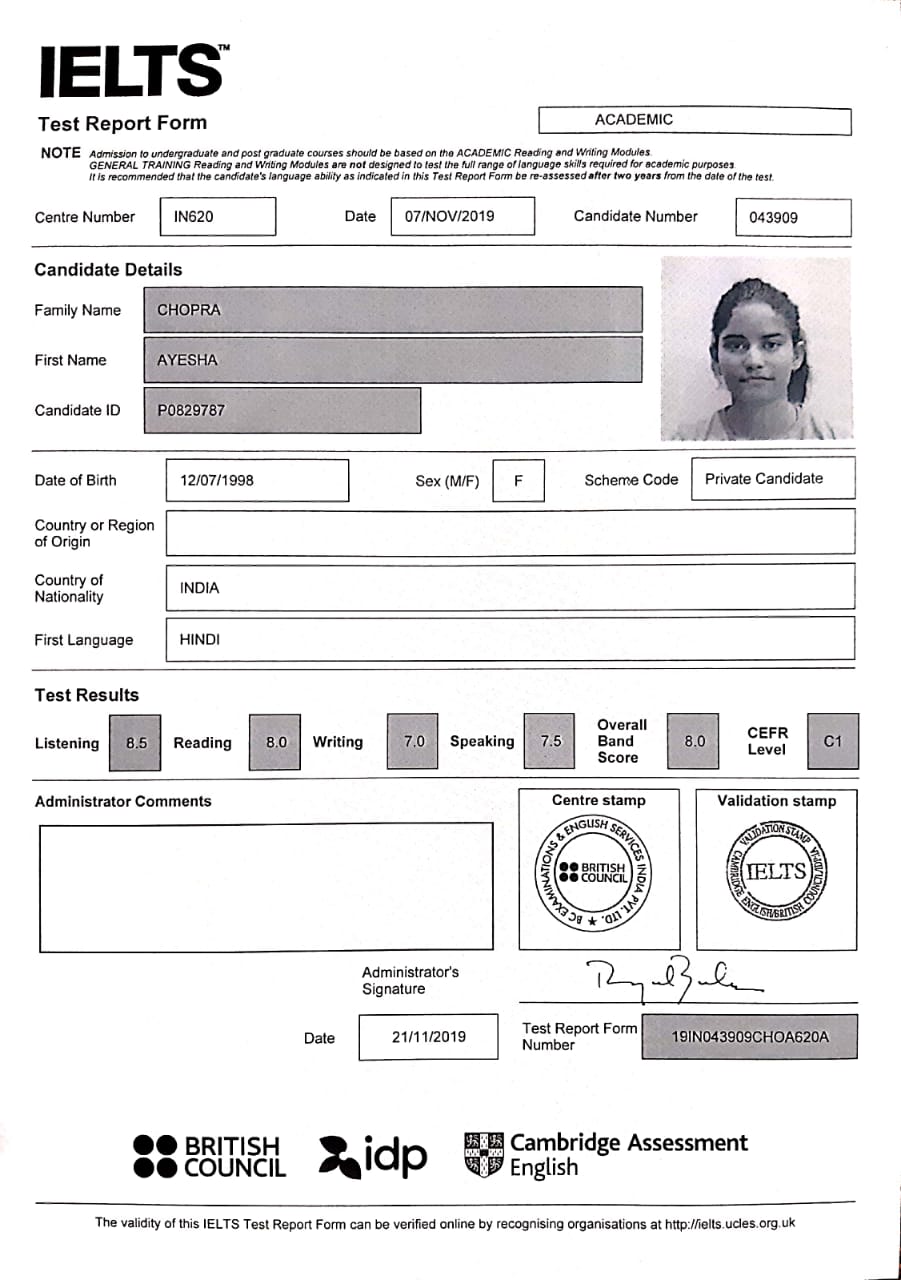 IELTS™
Test Report Form
ACADEMIC
NOTE Admission to undergraduate and post graduate courses should be based on the ACADEMIC Reading and Writing Modules.
GENERAL TRAINING Reading and Writing Modules are not designed to test the full range of language skills required for academic purposes.
It is recommended that the candidate's language ability as indicated in this Test Report Form be re-assessed after two years from the date of the test.
Centre Number IN620 Date 07/NOV/2019 Candidate Number 043909
Candidate Details
Family Name CHOPRA
First Name AYESHA
Candidate ID P0829787
Date of Birth 12/07/1998 Sex (M/F) F Scheme Code Private Candidate
Country or Region
of Origin
Country of
Nationality INDIA
First Language HINDI
Test Results
Listening 8.5 Reading 8.0 Writing 7.0 Speaking 7.5 Overall Band Score 8.0 CEFR Level C1
Administrator Comments
Centre stamp
BC EXAMINATIONS & ENGLISH SERVICES INDIA PVT. LTD. ★
BRITISH
COUNCIL
Validation stamp
VALIDATION STAMP
CAMBRIDGE ENGLISH/BRITISH COUNCIL/IDP:IA
IELTS
Administrator's
Signature
Date 21/11/2019
Test Report Form
Number 19IN043909CHOA620A
BRITISH
COUNCIL
idp
Cambridge Assessment
English
The validity of this IELTS Test Report Form can be verified online by recognising organisations at http://ielts.ucles.org.uk